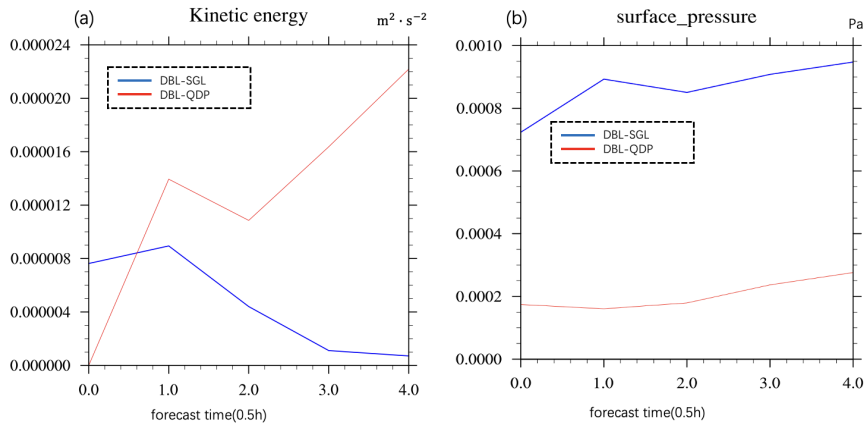 (a)
Kinetic energy
m² · s⁻²
0.000024
0.000020
0.000016
0.000012
0.000008
0.000004
0.000000
DBL-SGL
DBL-QDP
0.0 1.0 2.0 3.0 4.0
forecast time(0.5h)
(b)
surface_pressure
Pa
0.0010
0.0008
0.0006
0.0004
0.0002
0.0000
DBL-SGL
DBL-QDP
0.0 1.0 2.0 3.0 4.0
forecast time(0.5h)